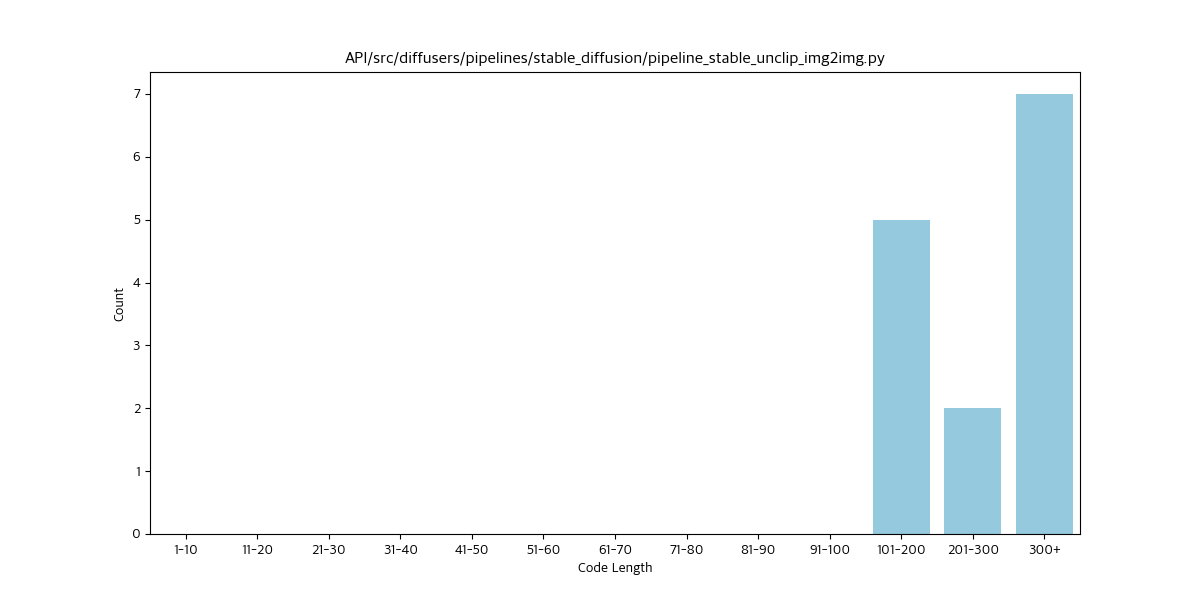 API/src/diffusers/pipelines/stable_diffusion/pipeline_stable_unclip_img2img.py
7
6
5
4
3
2
1
0
Count
1-10 11-20 21-30 31-40 41-50 51-60 61-70 71-80 81-90 91-100 101-200 201-300 300+
Code Length